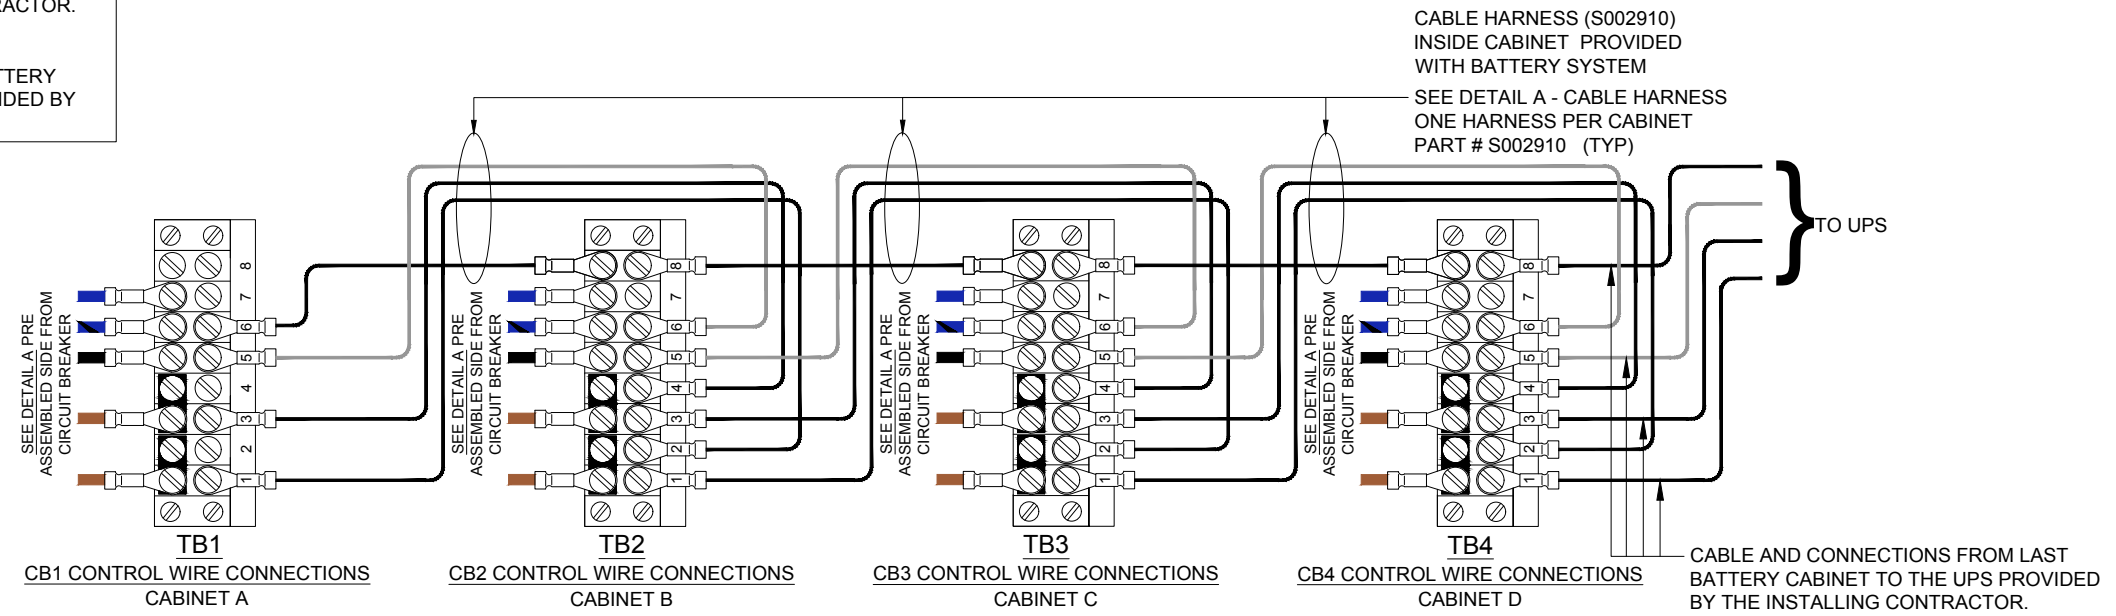 RACTOR.
TTERY
IDED BY
CABLE HARNESS (S002910)
INSIDE CABINET PROVIDED
WITH BATTERY SYSTEM
SEE DETAIL A - CABLE HARNESS
ONE HARNESS PER CABINET
PART # S002910 (TYP)
TO UPS
SEE DETAIL A PRE
ASSEMBLED SIDE FROM
CIRCUIT BREAKER
8
7
6
5
4
3
2
1
SEE DETAIL A PRE
ASSEMBLED SIDE FROM
CIRCUIT BREAKER
8
7
6
5
4
3
2
1
SEE DETAIL A PRE
ASSEMBLED SIDE FROM
CIRCUIT BREAKER
8
7
6
5
4
3
2
1
SEE DETAIL A PRE
ASSEMBLED SIDE FROM
CIRCUIT BREAKER
8
7
6
5
4
3
2
1
TB1
CB1 CONTROL WIRE CONNECTIONS
CABINET A
TB2
CB2 CONTROL WIRE CONNECTIONS
CABINET B
TB3
CB3 CONTROL WIRE CONNECTIONS
CABINET C
TB4
CB4 CONTROL WIRE CONNECTIONS
CABINET D
CABLE AND CONNECTIONS FROM LAST
BATTERY CABINET TO THE UPS PROVIDED
BY THE INSTALLING CONTRACTOR.